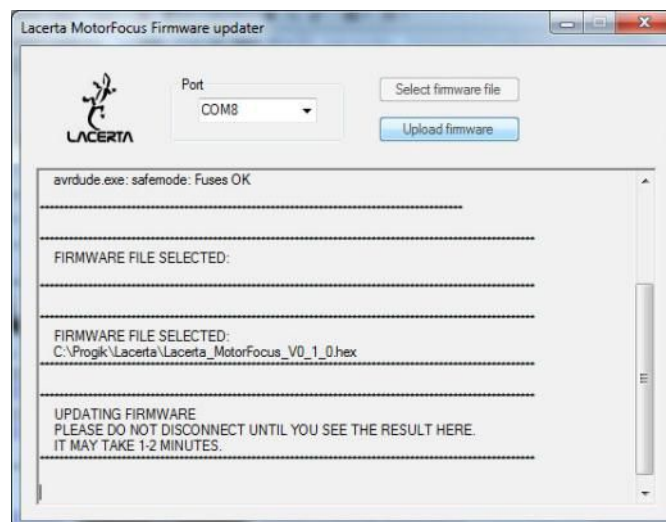 Lacerta MotorFocus Firmware updater
Port
COM8
Select firmware file
Upload firmware
LACERTA
avrdude.exe: safemode: Fuses OK
FIRMWARE FILE SELECTED:
FIRMWARE FILE SELECTED:
C:\Progik\Lacerta\Lacerta_MotorFocus_V0_1_0.hex
UPDATING FIRMWARE
PLEASE DO NOT DISCONNECT UNTIL YOU SEE THE RESULT HERE.
IT MAY TAKE 1-2 MINUTES.